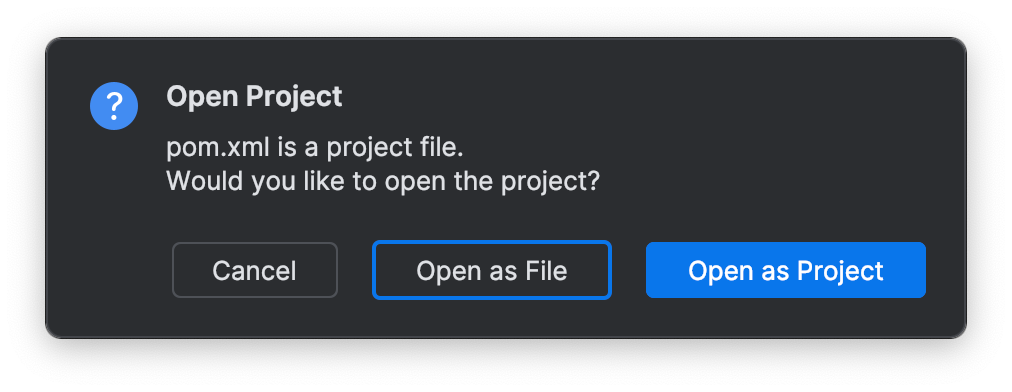 ?
Open Project
pom.xml is a project file.
Would you like to open the project?
Cancel
Open as File
Open as Project